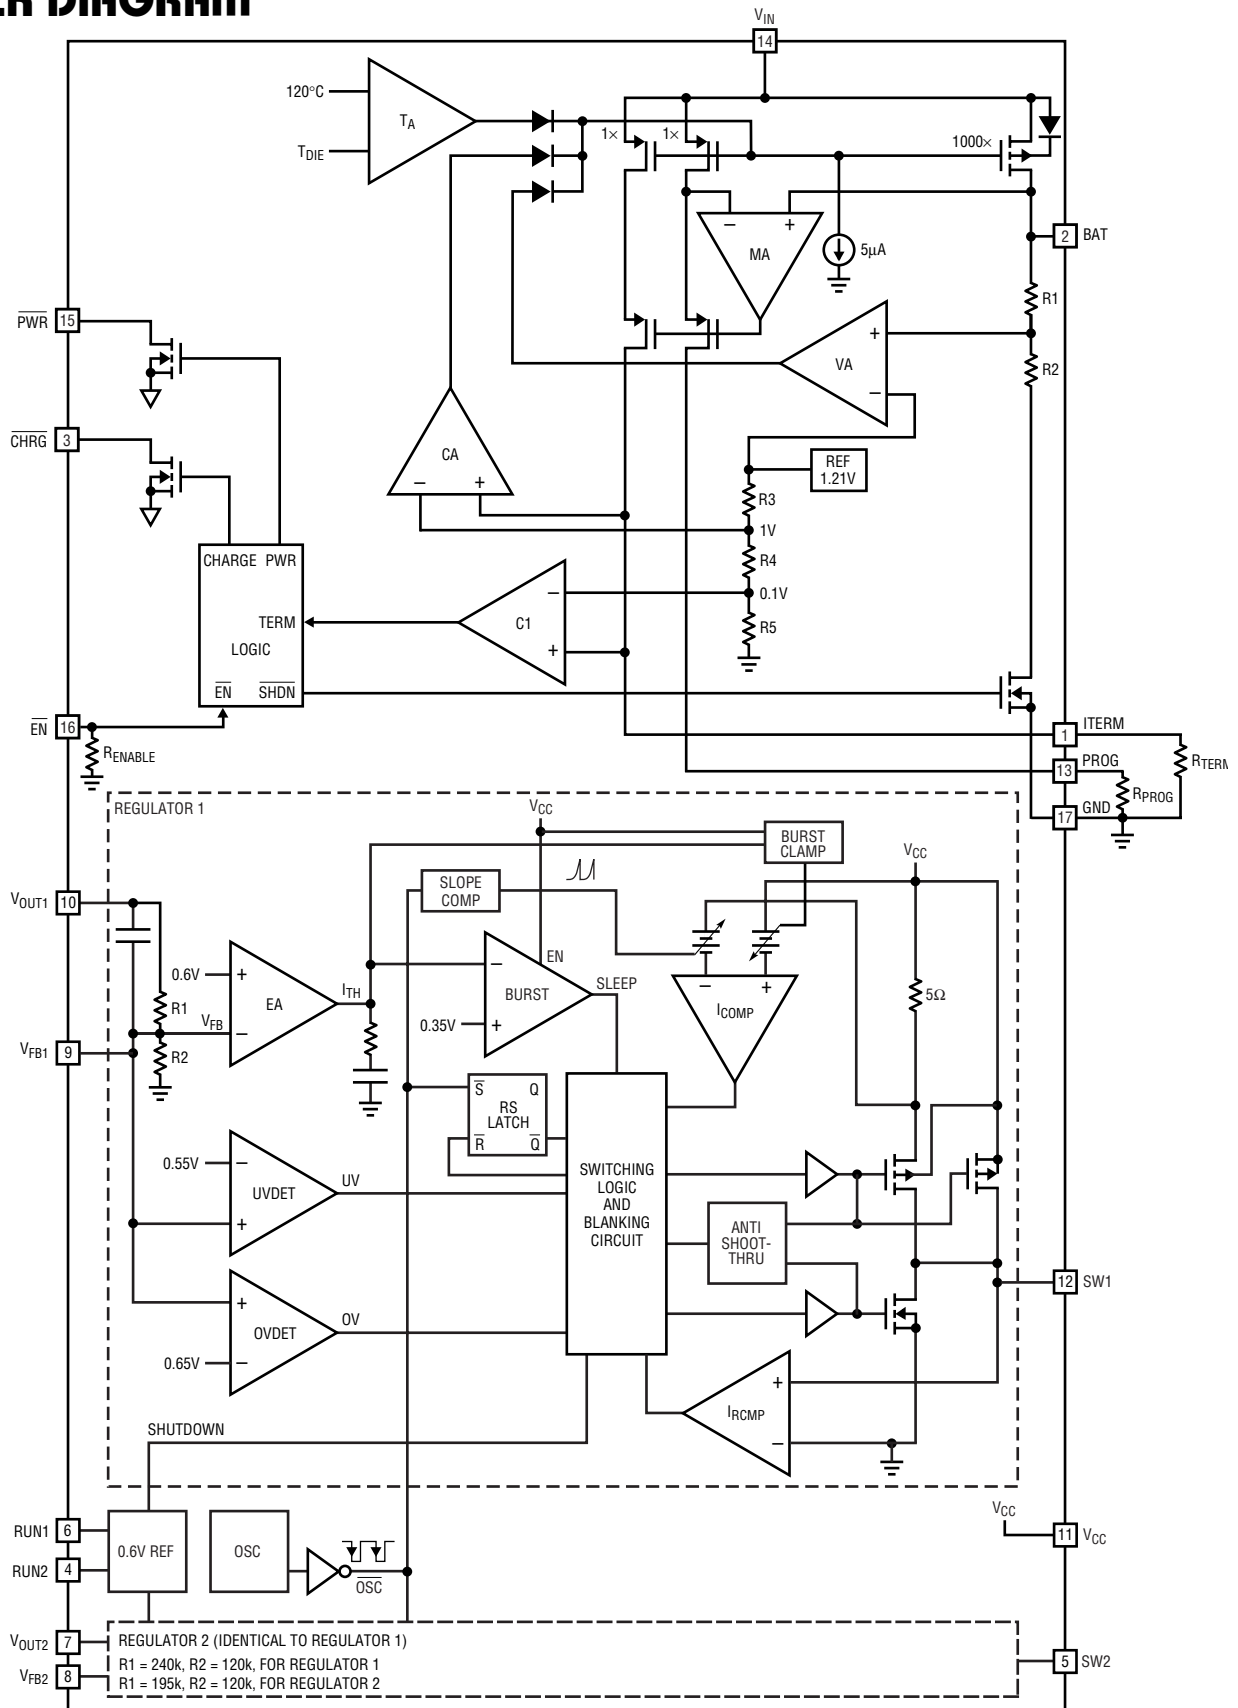 DIAGRAM
VIN
14
120°C
TA
TDIE
1×
1×
1000×
–
+
MA
5µA
2
BAT
R1
PWR
15
+
VA
–
R2
CHRG
3
CA
–
+
REF
1.21V
R3
1V
R4
0.1V
R5
CHARGE PWR
TERM
LOGIC
EN
SHDN
–
C1
+
EN
16
RENABLE
1
ITERM
13
PROG
RPROG
17
GND
REGULATOR 1
VCC
BURST
CLAMP
VCC
SLOPE
COMP
VOUT1
10
0.6V
+
EA
ITH
R1
VFB
–
VFB1
9
R2
–
EN
BURST
SLEEP
0.35V
+
–
+
ICOMP
5Ω
S
Q
RS
LATCH
R
Q
0.55V
–
UVDET
UV
+
SWITCHING
LOGIC
AND
BLANKING
CIRCUIT
ANTI
SHOOT-
THRU
12
SW1
+
OVDET
OV
0.65V
–
+
IRCMP
–
SHUTDOWN
RUN1
6
RUN2
4
0.6V REF
OSC
OSC
VCC
11
VCC
VOUT2
7
VFB2
8
REGULATOR 2 (IDENTICAL TO REGULATOR 1)
R1 = 240k, R2 = 120k, FOR REGULATOR 1
R1 = 195k, R2 = 120k, FOR REGULATOR 2
5
SW2